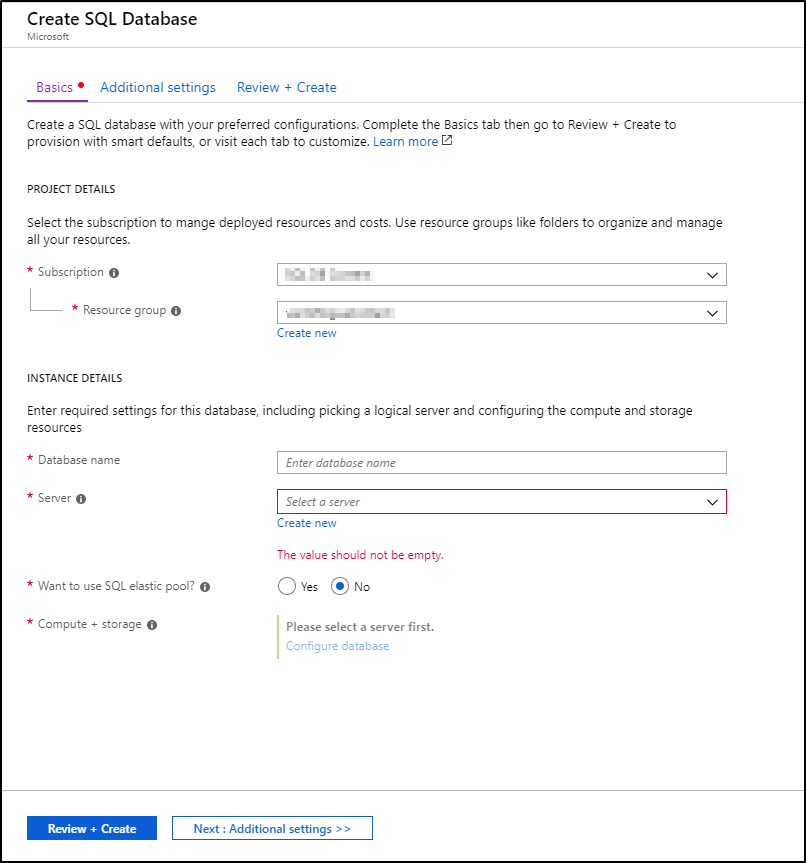 Create SQL Database
Microsoft
Basics
Additional settings
Review + Create
Create a SQL database with your preferred configurations. Complete the Basics tab then go to Review + Create to
provision with smart defaults, or visit each tab to customize. Learn more
PROJECT DETAILS
Select the subscription to mange deployed resources and costs. Use resource groups like folders to organize and manage
all your resources.
* Subscription
* Resource group
Create new
INSTANCE DETAILS
Enter required settings for this database, including picking a logical server and configuring the compute and storage
resources
* Database name
Enter database name
* Server
Select a server
Create new
The value should not be empty.
* Want to use SQL elastic pool?
Yes
No
* Compute + storage
Please select a server first.
Configure database
Review + Create
Next : Additional settings >>